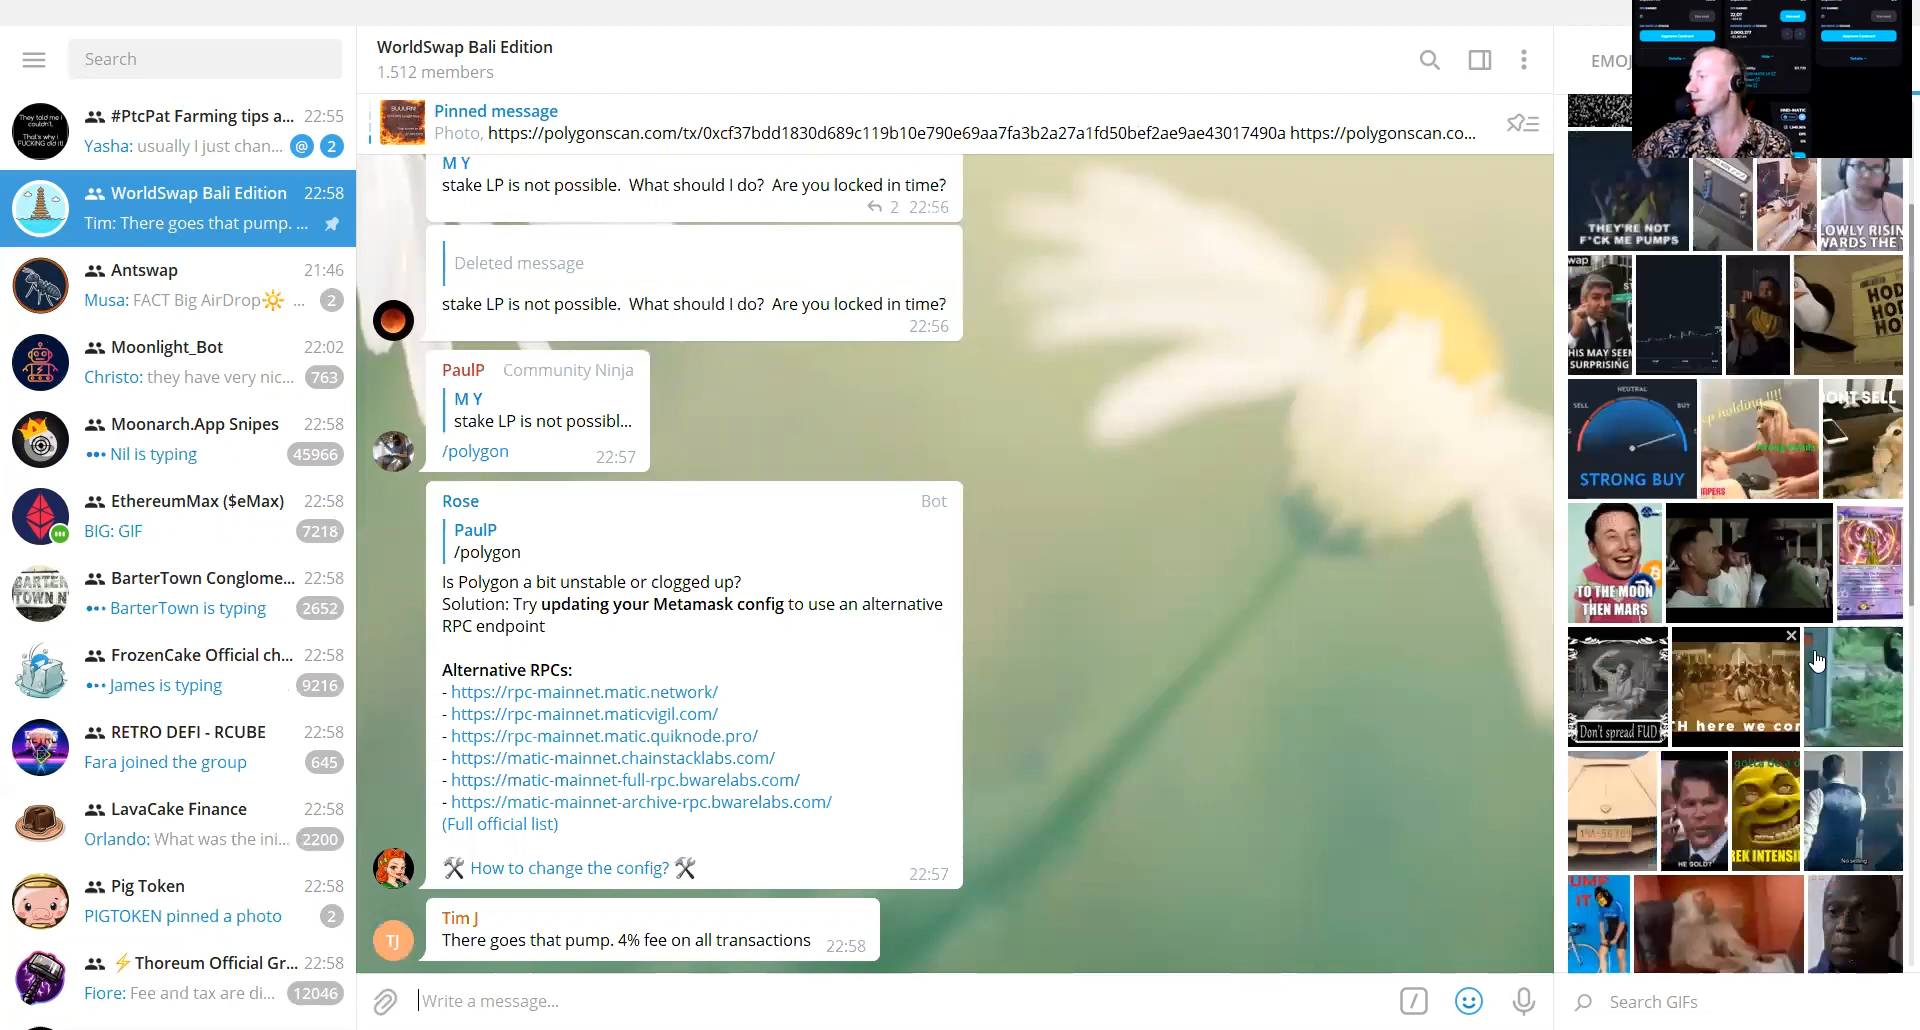 Search
#PtcPat Farming tips a...
22:55
Yasha: usually I just chan...
@
2
WorldSwap Bali Edition
22:58
Tim: There goes that pump. ...
Antswap
21:46
Musa: FACT Big AirDrop☀️ ...
2
Moonlight_Bot
22:02
Christo: they have very nic...
763
Moonarch.App Snipes
22:58
Nil is typing
45966
EthereumMax ($eMax)
22:58
BIG: GIF
7218
BarterTown Conglome...
22:58
BarterTown is typing
2652
FrozenCake Official ch...
22:58
James is typing
9216
RETRO DEFI - RCUBE
22:58
Fara joined the group
645
LavaCake Finance
22:58
Orlando: What was the ini...
2200
Pig Token
22:58
PIGTOKEN pinned a photo
2
⚡Thoreum Official Gr...
22:58
Fiore: Fee and tax are di...
12046
WorldSwap Bali Edition
1.512 members
Pinned message
Photo, https://polygonscan.com/tx/0xcf37bdd1830d689c119b10e790e69aa7fa3b2a27a1fd50bef2ae9ae43017490a https://polygonscan.co...
M Y
stake LP is not possible. What should I do? Are you locked in time?
2 22:56
Deleted message
stake LP is not possible. What should I do? Are you locked in time?
22:56
PaulP Community Ninja
M Y
stake LP is not possibl...
/polygon
22:57
Rose Bot
PaulP
/polygon
Is Polygon a bit unstable or clogged up?
Solution: Try updating your Metamask config to use an alternative
RPC endpoint
Alternative RPCs:
- https://rpc-mainnet.matic.network/
- https://rpc-mainnet.maticvigil.com/
- https://rpc-mainnet.matic.quiknode.pro/
- https://matic-mainnet.chainstacklabs.com/
- https://matic-mainnet-full-rpc.bwarelabs.com/
- https://matic-mainnet-archive-rpc.bwarelabs.com/
(Full official list)
🛠 How to change the config? 🛠
22:57
TJ
Tim J
There goes that pump. 4% fee on all transactions
22:58
Write a message...
EMOJ
THEY'RE NOT
F*CK ME PUMPS
LOWLY RISIN
WARDS THE
HIS MAY SEEM
SURPRISING
HOD
NEUTRAL
SELL
BUY
STRONG BUY
DONT SELL
TO THE MOON
THEN MARS
Don't spread FUD
CH here we con
HE SOLD?
REK INTENSI
No selling
Search GIFs